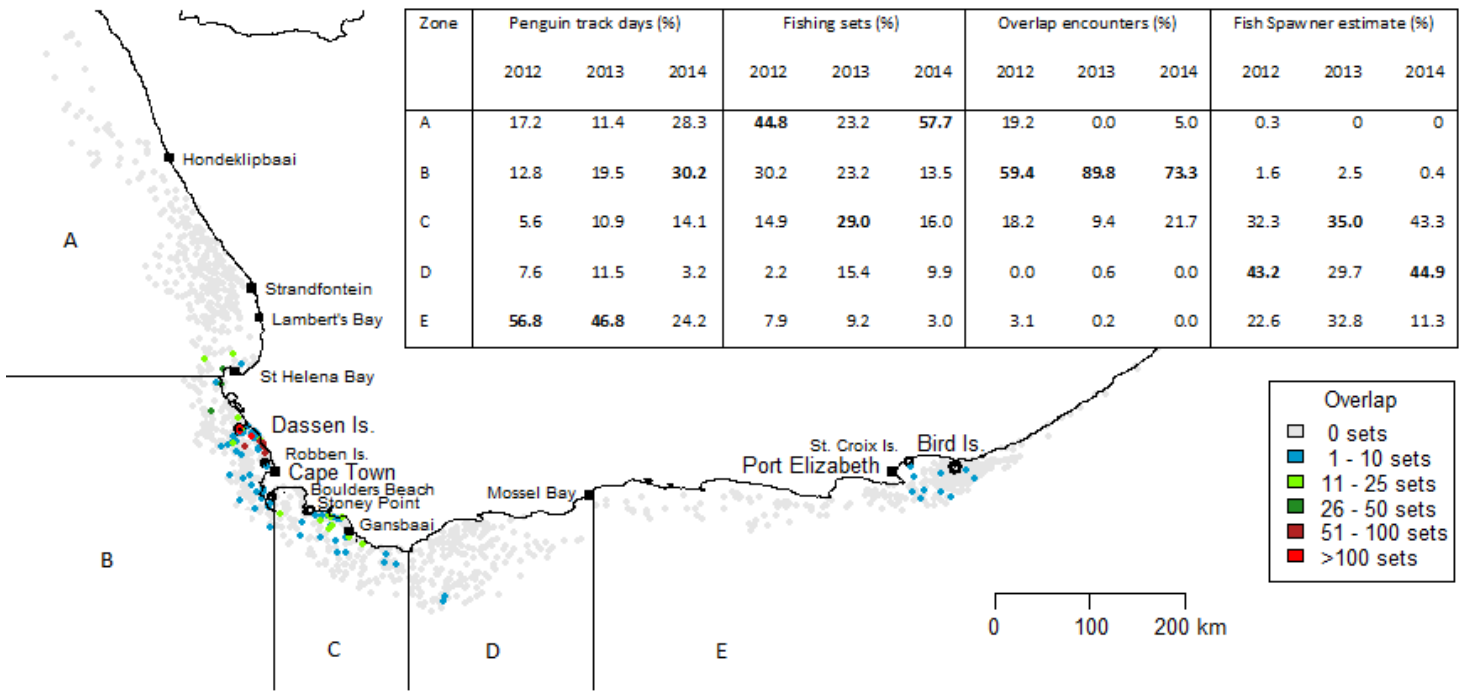 Zone Penguin track days (%) Fishing sets (%) Overlap encounters (%) Fish Spawner estimate (%)
2012 2013 2014 2012 2013 2014 2012 2013 2014 2012 2013 2014
A 17.2 11.4 28.3 44.8 23.2 57.7 19.2 0.0 5.0 0.3 0 0
B 12.8 19.5 30.2 30.2 23.2 13.5 59.4 89.8 73.3 1.6 2.5 0.4
C 5.6 10.9 14.1 14.9 29.0 16.0 18.2 9.4 21.7 32.3 35.0 43.3
D 7.6 11.5 3.2 2.2 15.4 9.9 0.0 0.6 0.0 43.2 29.7 44.9
E 56.8 46.8 24.2 7.9 9.2 3.0 3.1 0.2 0.0 22.6 32.8 11.3
Hondeklipbaai
A
Strandfontein
Lambert's Bay
St Helena Bay
Dassen Is.
Robben Is.
Cape Town
Boulders Beach
Stoney Point
Gansbaai
Mossel Bay
Port Elizabeth
St. Croix Is.
Bird Is.
B
C
D
E
Overlap
0 sets
1 - 10 sets
11 - 25 sets
26 - 50 sets
51 - 100 sets
>100 sets
0 100 200 km